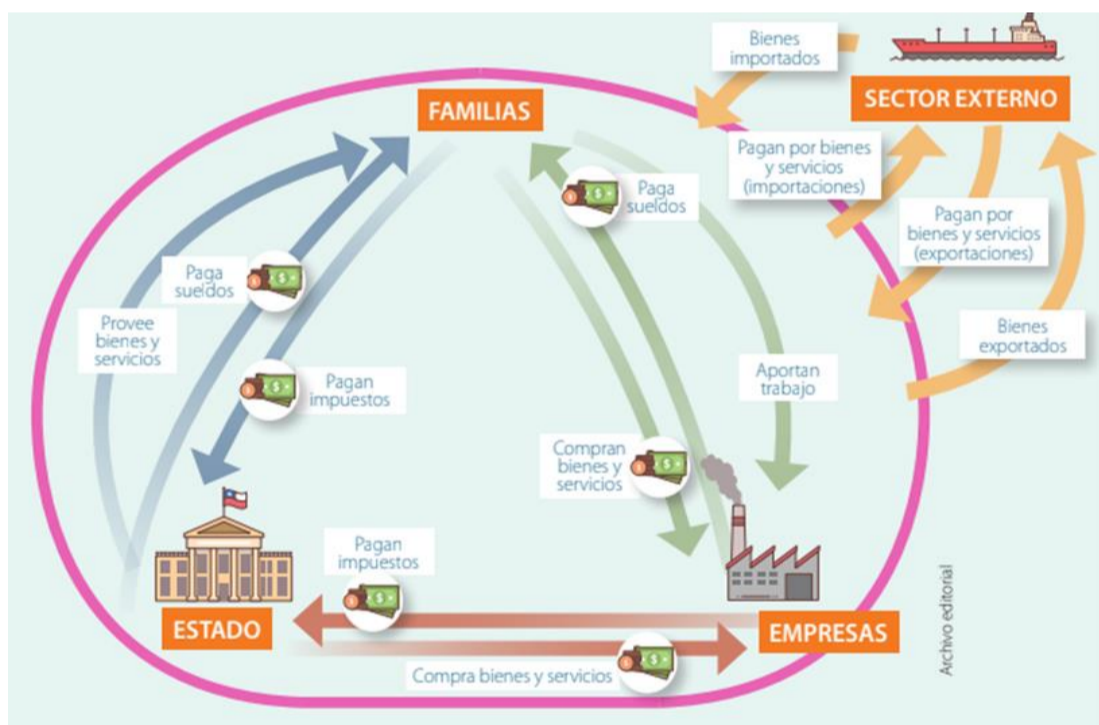 Bienes
importados
SECTOR EXTERNO
FAMILIAS
Pagan por bienes
y servicios
(importaciones)
Paga
sueldos
Pagan por
bienes y servicios
(exportaciones)
Paga
sueldos
Provee
bienes y
servicios
Bienes
exportados
Pagan
impuestos
Aportan
trabajo
Compran
bienes y
servicios
Pagan
impuestos
ESTADO
EMPRESAS
Compra bienes y servicios
Archivo editorial